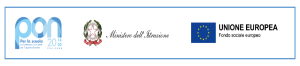 pon
Per la scuola
20
Ministero dell'Istruzione
UNIONE EUROPEA
Fondo sociale europeo